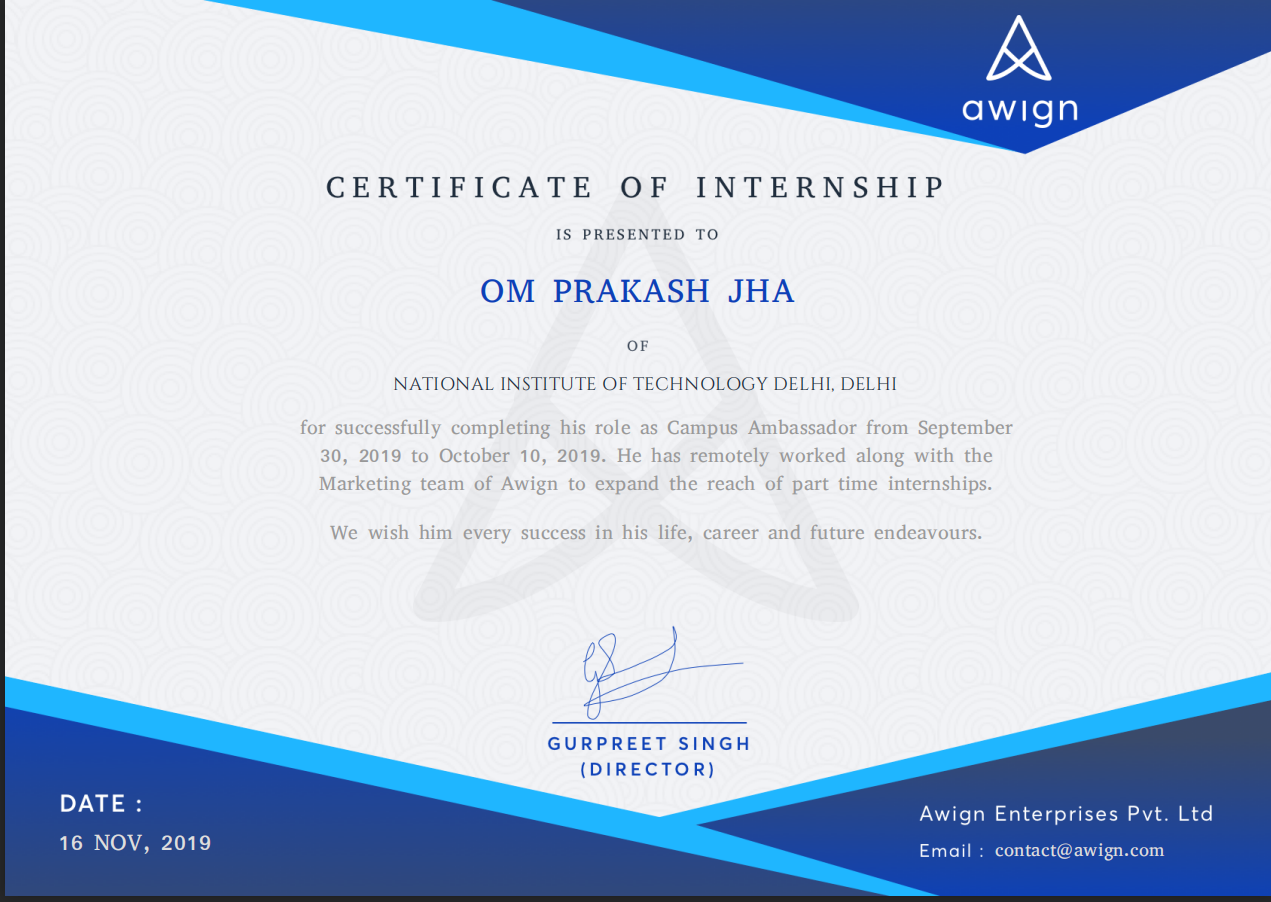 awign
CERTIFICATE OF INTERNSHIP
IS PRESENTED TO
OM PRAKASH JHA
OF
NATIONAL INSTITUTE OF TECHNOLOGY DELHI, DELHI
for successfully completing his role as Campus Ambassador from September
30, 2019 to October 10, 2019. He has remotely worked along with the
Marketing team of Awign to expand the reach of part time internships.
We wish him every success in his life, career and future endeavours.
GURPREET SINGH
(DIRECTOR)
DATE :
16 NOV, 2019
Awign Enterprises Pvt. Ltd
Email : contact@awign.com